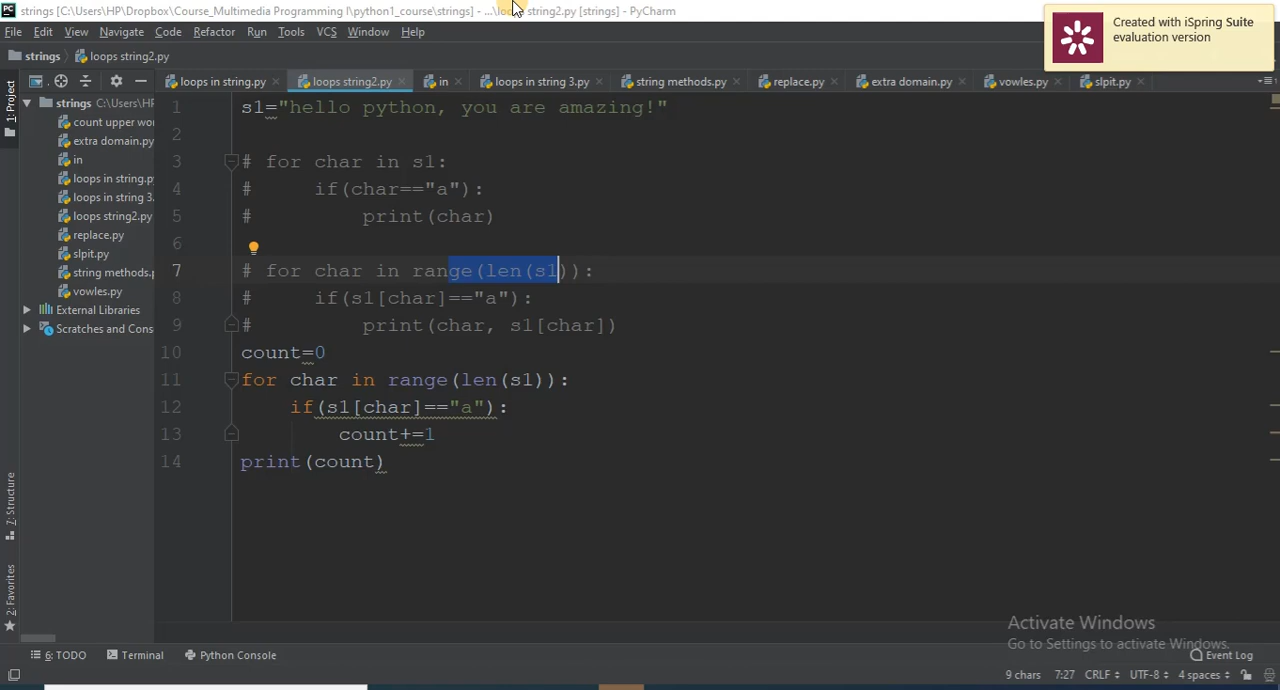 strings [C:\Users\HP\Dropbox\Course_Multimedia Programming I\python1_course\strings] - ...\loops string2.py [strings] - PyCharm
File Edit View Navigate Code Refactor Run Tools VCS Window Help
Created with iSpring Suite
evaluation version
strings loops string2.py
1: Project
loops in string.py loops string2.py in loops in string 3.py string methods.py replace.py extra domain.py vowles.py slpit.py
strings C:\Users\HP
count upper wor
extra domain.py
in
loops in string.py
loops in string 3.
loops string2.py
replace.py
slpit.py
string methods.p
vowles.py
External Libraries
Scratches and Cons
1 s1="hello python, you are amazing!"
2
3 # for char in s1:
4 #     if(char=="a"):
5 #         print(char)
6
7 # for char in range(len(s1)):
8 #     if(s1[char]=="a"):
9 #         print(char, s1[char])
10 count=0
11 for char in range(len(s1)):
12     if(s1[char]=="a"):
13         count+=1
14 print(count)
7: Structure
2: Favorites
Activate Windows
Go to Settings to activate Windows.
6: TODO Terminal Python Console Event Log
9 chars 7:27 CRLF UTF-8 4 spaces